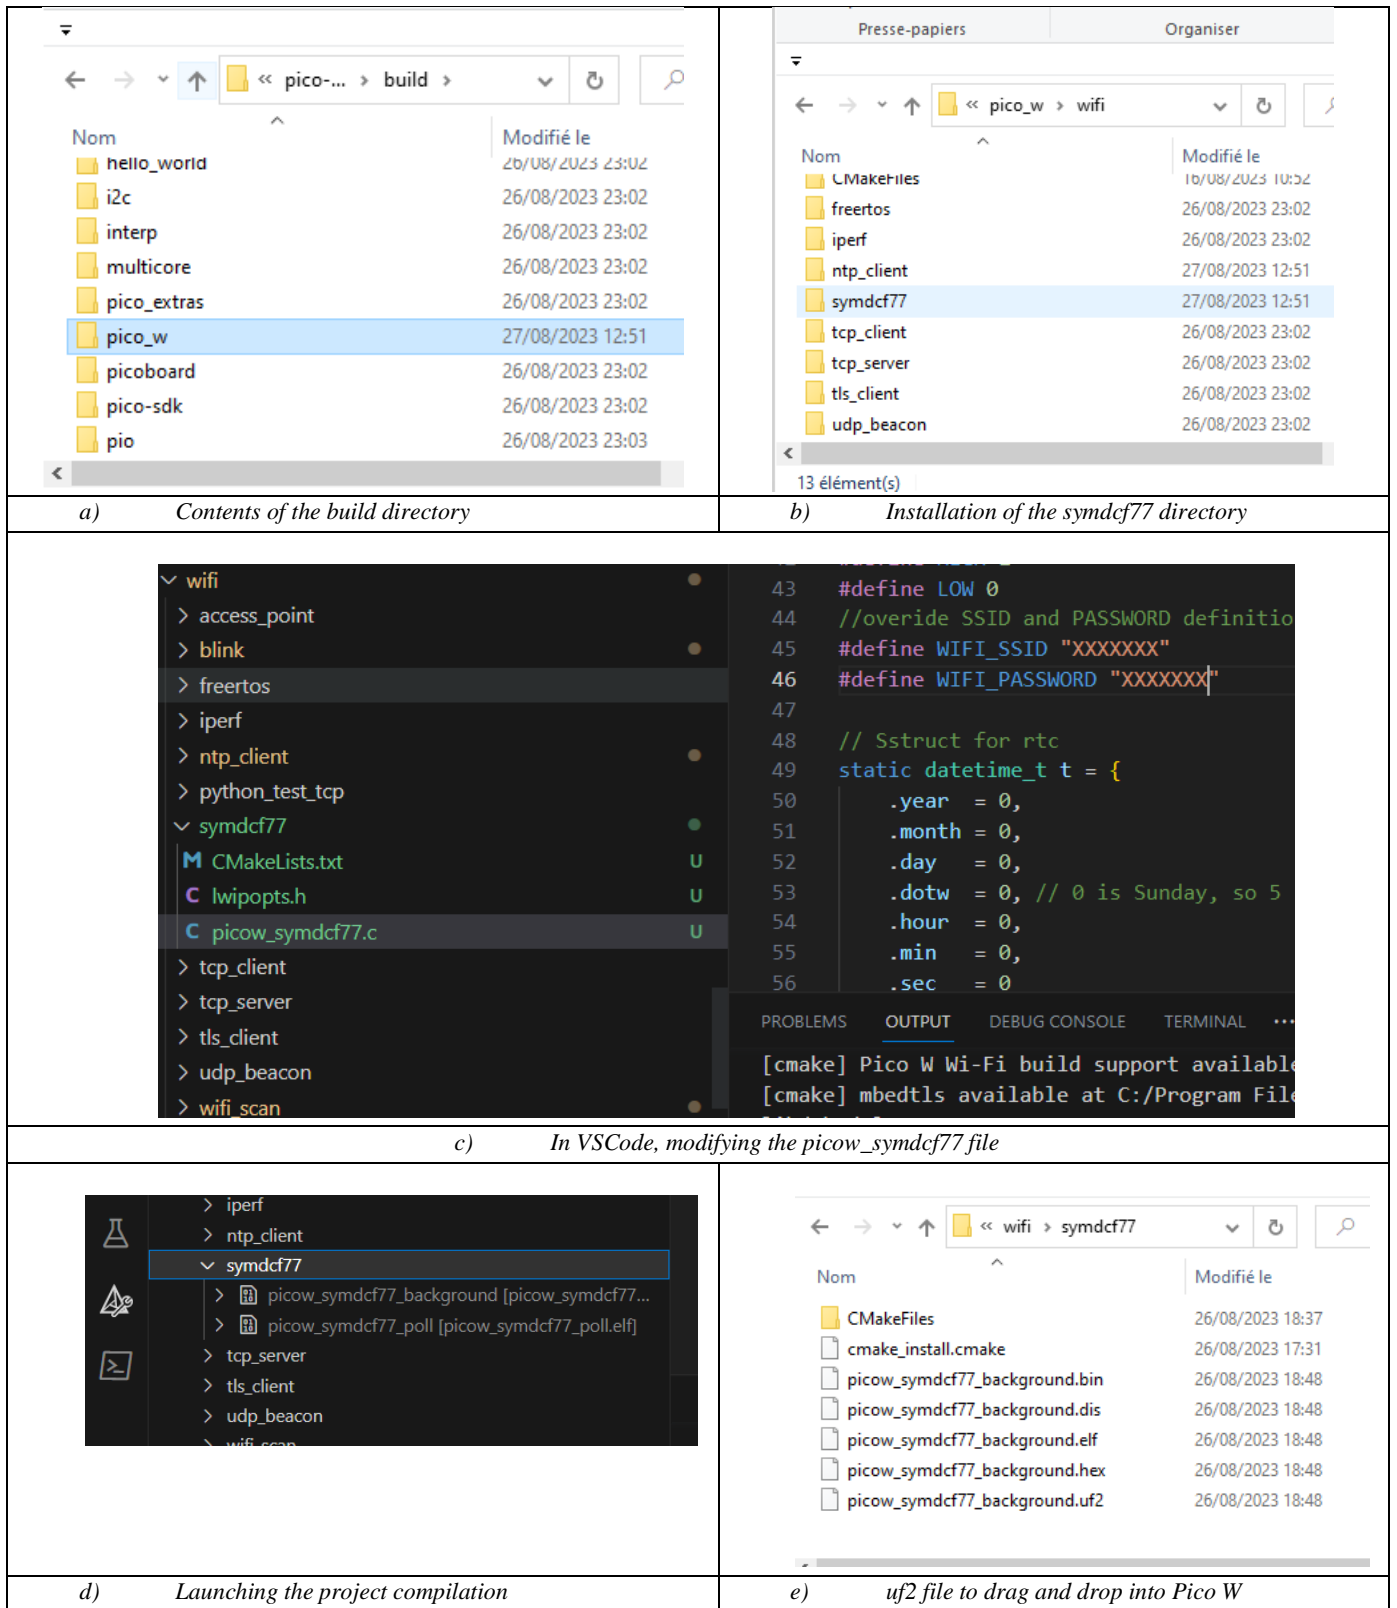 « pico-... > build >
Nom Modifié le
hello_world 26/08/2023 23:02
i2c 26/08/2023 23:02
interp 26/08/2023 23:02
multicore 26/08/2023 23:02
pico_extras 26/08/2023 23:02
pico_w 27/08/2023 12:51
picoboard 26/08/2023 23:02
pico-sdk 26/08/2023 23:02
pio 26/08/2023 23:03
a) Contents of the build directory
Presse-papiers Organiser
« pico_w > wifi
Nom Modifié le
CMakeFiles 16/08/2023 10:52
freertos 26/08/2023 23:02
iperf 26/08/2023 23:02
ntp_client 27/08/2023 12:51
symdcf77 27/08/2023 12:51
tcp_client 26/08/2023 23:02
tcp_server 26/08/2023 23:02
tls_client 26/08/2023 23:02
udp_beacon 26/08/2023 23:02
13 élément(s)
b) Installation of the symdcf77 directory
wifi
> access_point
> blink
> freertos
> iperf
> ntp_client
> python_test_tcp
symdcf77
M CMakeLists.txt U
C lwipopts.h U
C picow_symdcf77.c U
> tcp_client
> tcp_server
> tls_client
> udp_beacon
> wifi_scan
43 #define LOW 0
44 //overide SSID and PASSWORD definitio
45 #define WIFI_SSID "XXXXXXX"
46 #define WIFI_PASSWORD "XXXXXXX"
47
48 // Sstruct for rtc
49 static datetime_t t = {
50 .year = 0,
51 .month = 0,
52 .day = 0,
53 .dotw = 0, // 0 is Sunday, so 5
54 .hour = 0,
55 .min = 0,
56 .sec = 0
PROBLEMS OUTPUT DEBUG CONSOLE TERMINAL ...
[cmake] Pico W Wi-Fi build support available
[cmake] mbedtls available at C:/Program File
c) In VSCode, modifying the picow_symdcf77 file
> iperf
> ntp_client
symdcf77
> picow_symdcf77_background [picow_symdcf77...
> picow_symdcf77_poll [picow_symdcf77_poll.elf]
> tcp_server
> tls_client
> udp_beacon
> wifi_scan
d) Launching the project compilation
« wifi > symdcf77
Nom Modifié le
CMakeFiles 26/08/2023 18:37
cmake_install.cmake 26/08/2023 17:31
picow_symdcf77_background.bin 26/08/2023 18:48
picow_symdcf77_background.dis 26/08/2023 18:48
picow_symdcf77_background.elf 26/08/2023 18:48
picow_symdcf77_background.hex 26/08/2023 18:48
picow_symdcf77_background.uf2 26/08/2023 18:48
e) uf2 file to drag and drop into Pico W